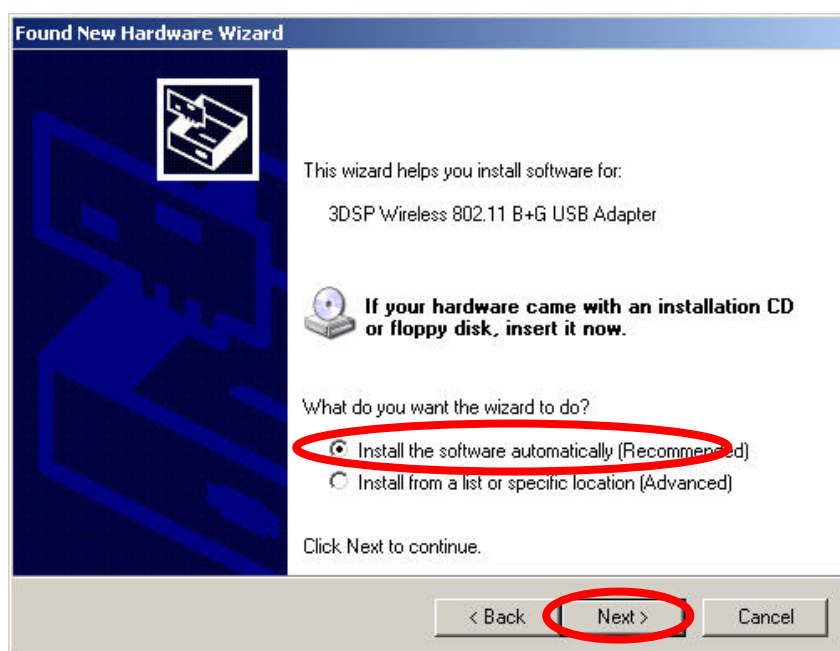 Found New Hardware Wizard
This wizard helps you install software for:
3DSP Wireless 802.11 B+G USB Adapter
If your hardware came with an installation CD
or floppy disk, insert it now.
What do you want the wizard to do?
Install the software automatically (Recommended)
Install from a list or specific location (Advanced)
Click Next to continue.
< Back Next > Cancel